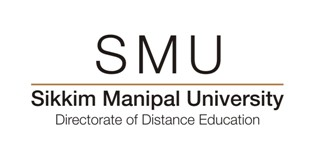 SMU
Sikkim Manipal University
Directorate of Distance Education